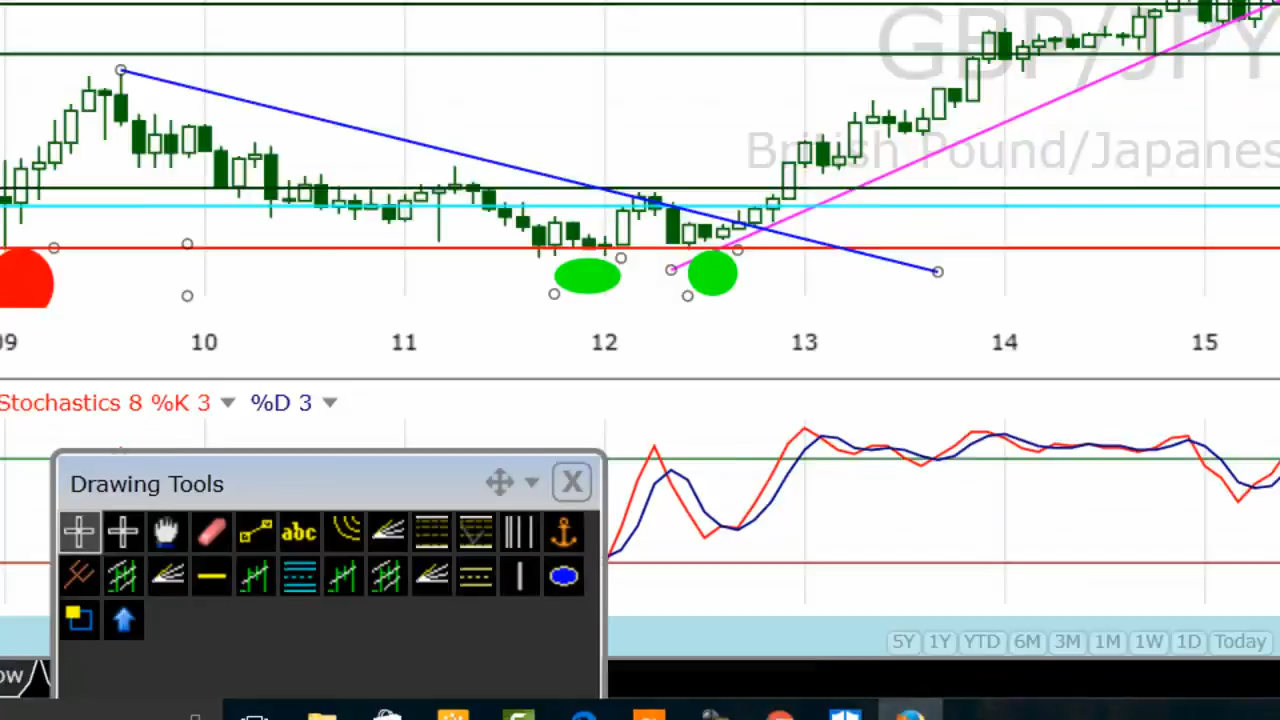 GBP/JPY
British Pound/Japanes
09 10 11 12 13 14 15
Stochastics 8 %K 3 %D 3
Drawing Tools
X
abc
5Y 1Y YTD 6M 3M 1M 1W 1D Today
ow